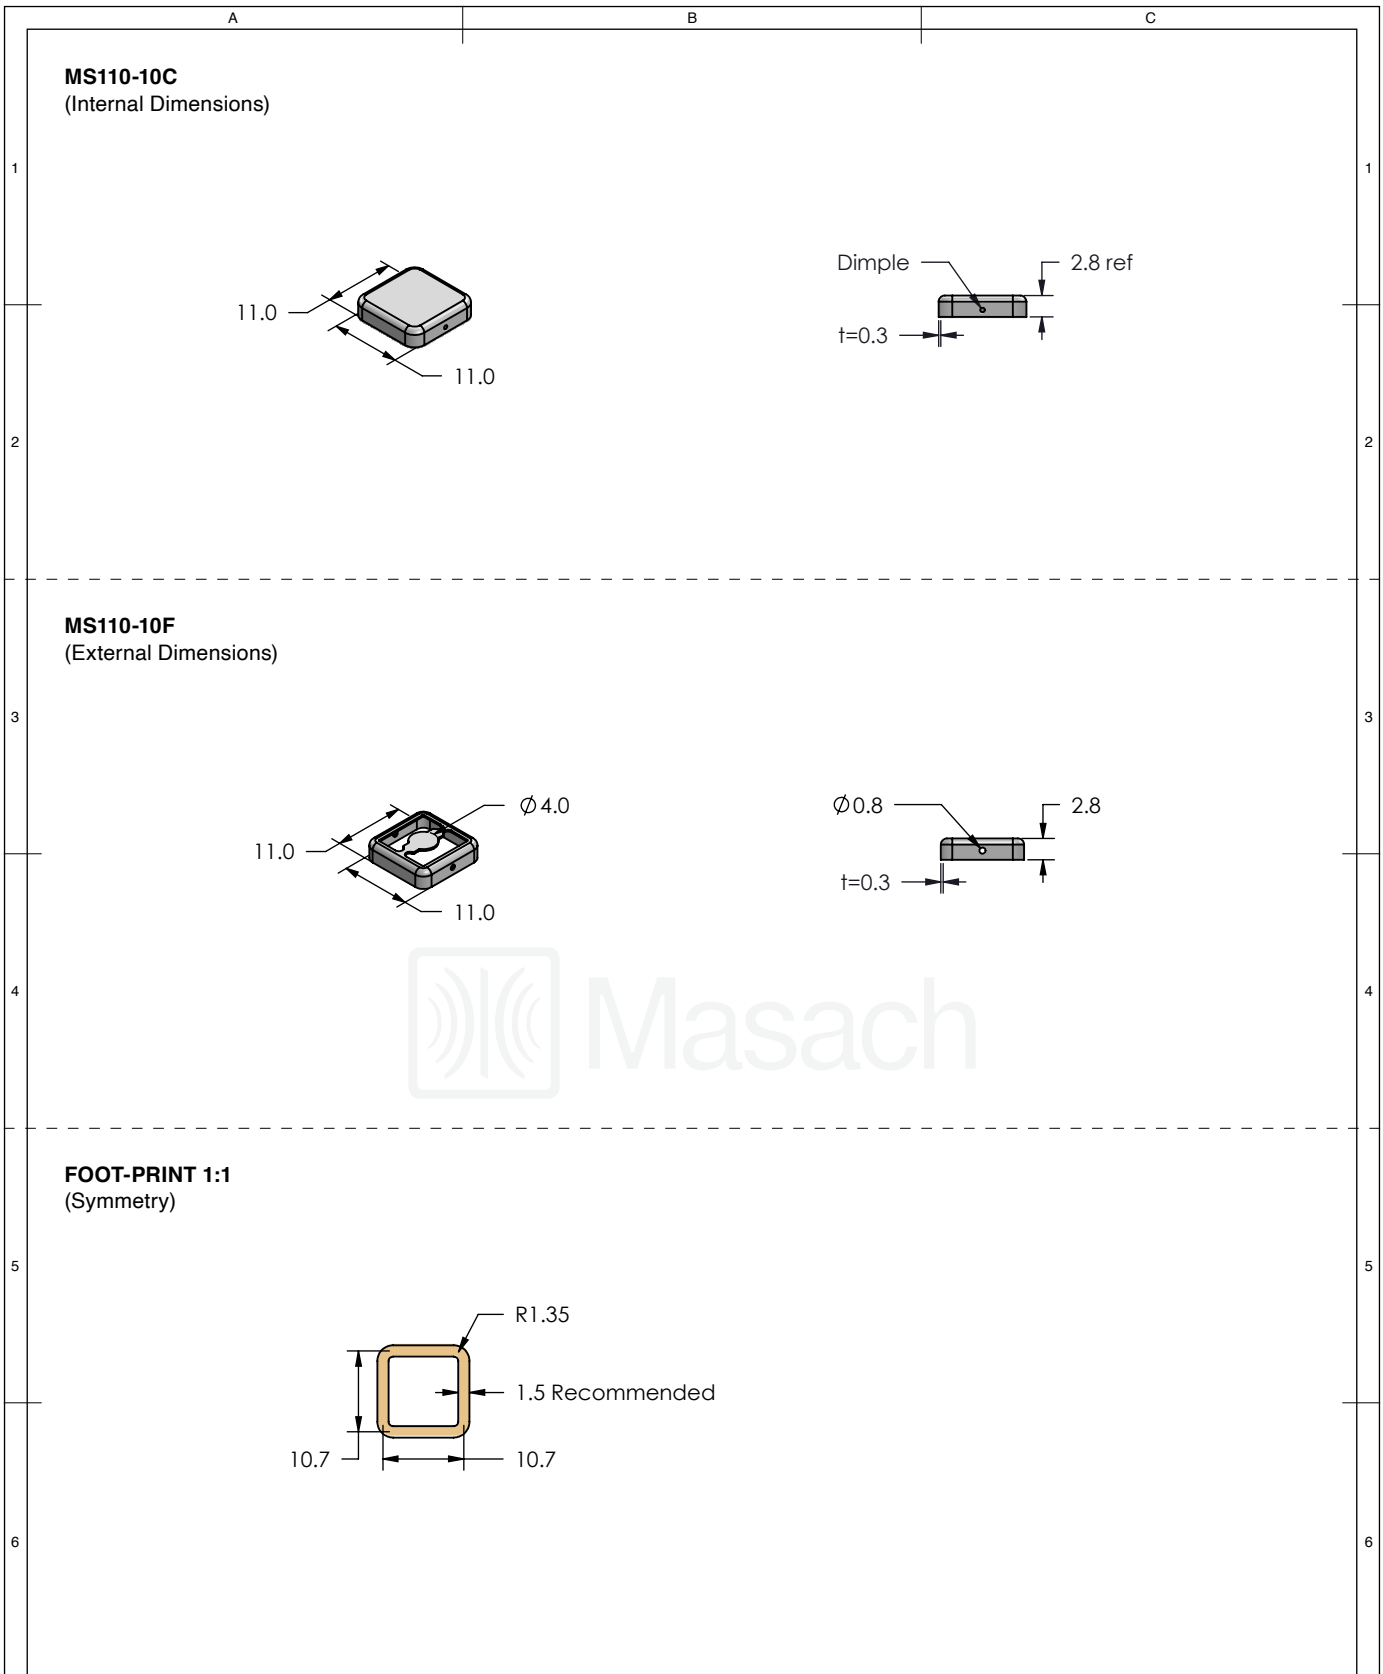 A B C
MS110-10C
(Internal Dimensions)
1 1
Dimple 2.8 ref
11.0
t=0.3
11.0
2 2
MS110-10F
(External Dimensions)
3 3
Ø4.0 Ø0.8 2.8
11.0
t=0.3
11.0
Masach
4 4
FOOT-PRINT 1:1
(Symmetry)
5 5
R1.35
1.5 Recommended
10.7 10.7
6 6